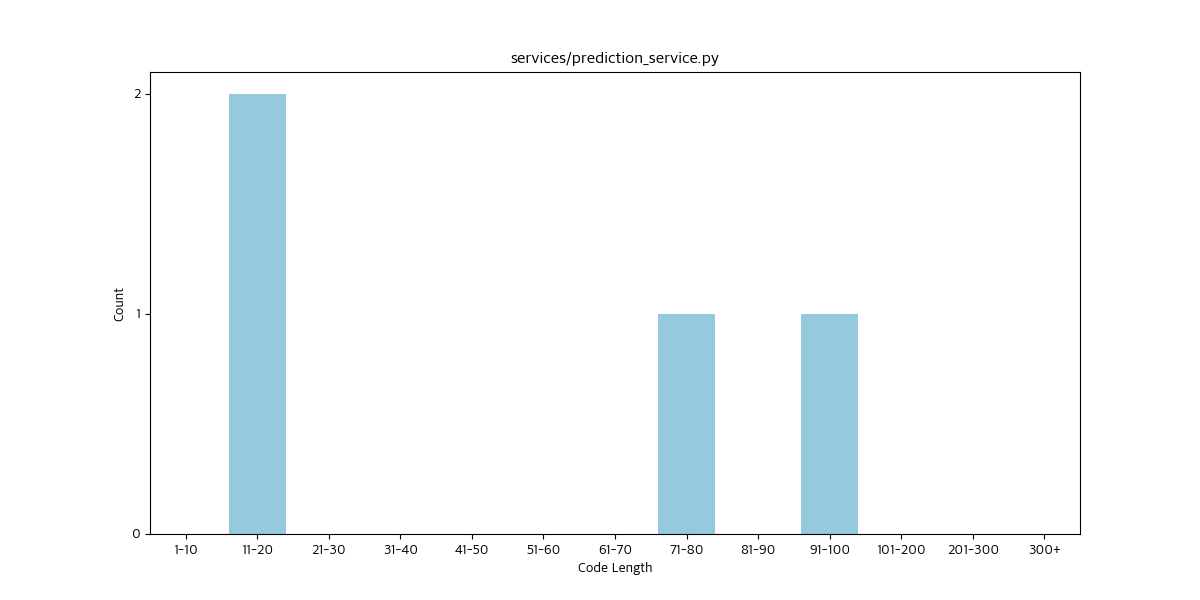 services/prediction_service.py
2
1
0
Count
1-10 11-20 21-30 31-40 41-50 51-60 61-70 71-80 81-90 91-100 101-200 201-300 300+
Code Length